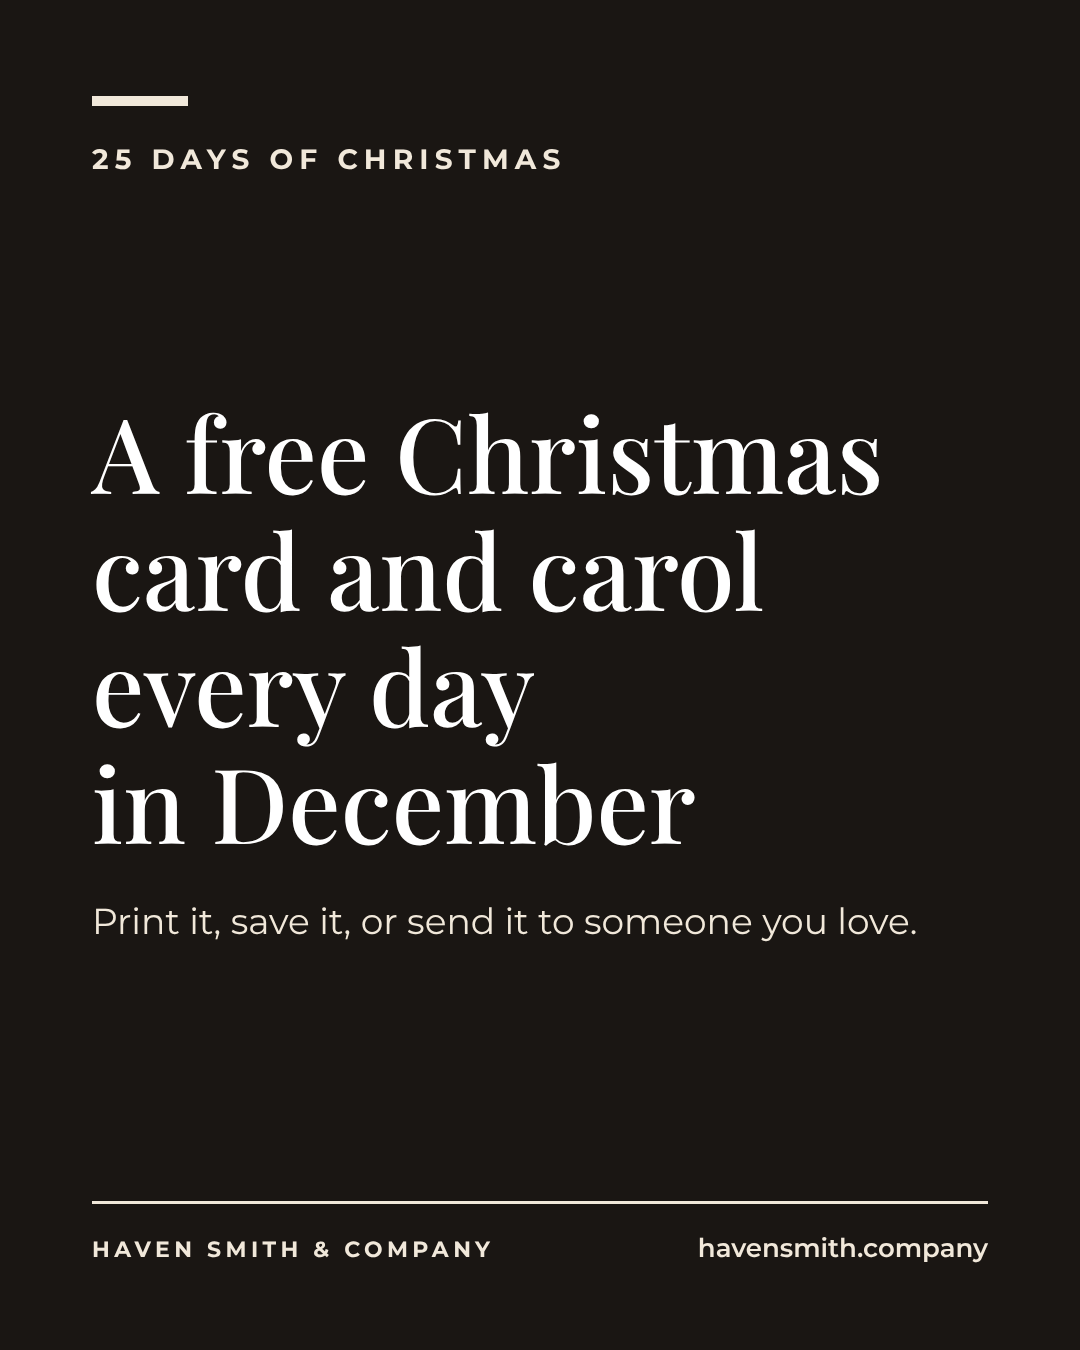 25 DAYS OF CHRISTMAS
A free Christmas
card and carol
every day
in December
Print it, save it, or send it to someone you love.
HAVEN SMITH & COMPANY
havensmith.company